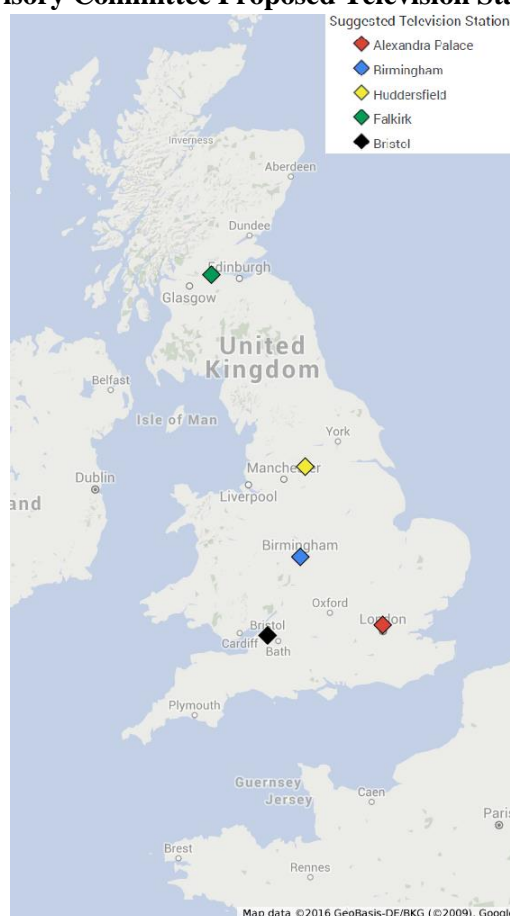 isory Committee Proposed Television Sta
Suggested Television Station
Alexandra Palace
Birmingham
Huddersfield
Falkirk
Bristol
Inverness
Aberdeen
Dundee
Edinburgh
Glasgow
United
Kingdom
Belfast
Isle of Man
York
Manchester
Dublin
Liverpool
and
Birmingham
Oxford
London
Bristol
Cardiff
Bath
Plymouth
Guernsey
Jersey
Caen
Paris
Brest
Rennes
Map data ©2016 GeoBasis-DE/BKG (©2009), Google